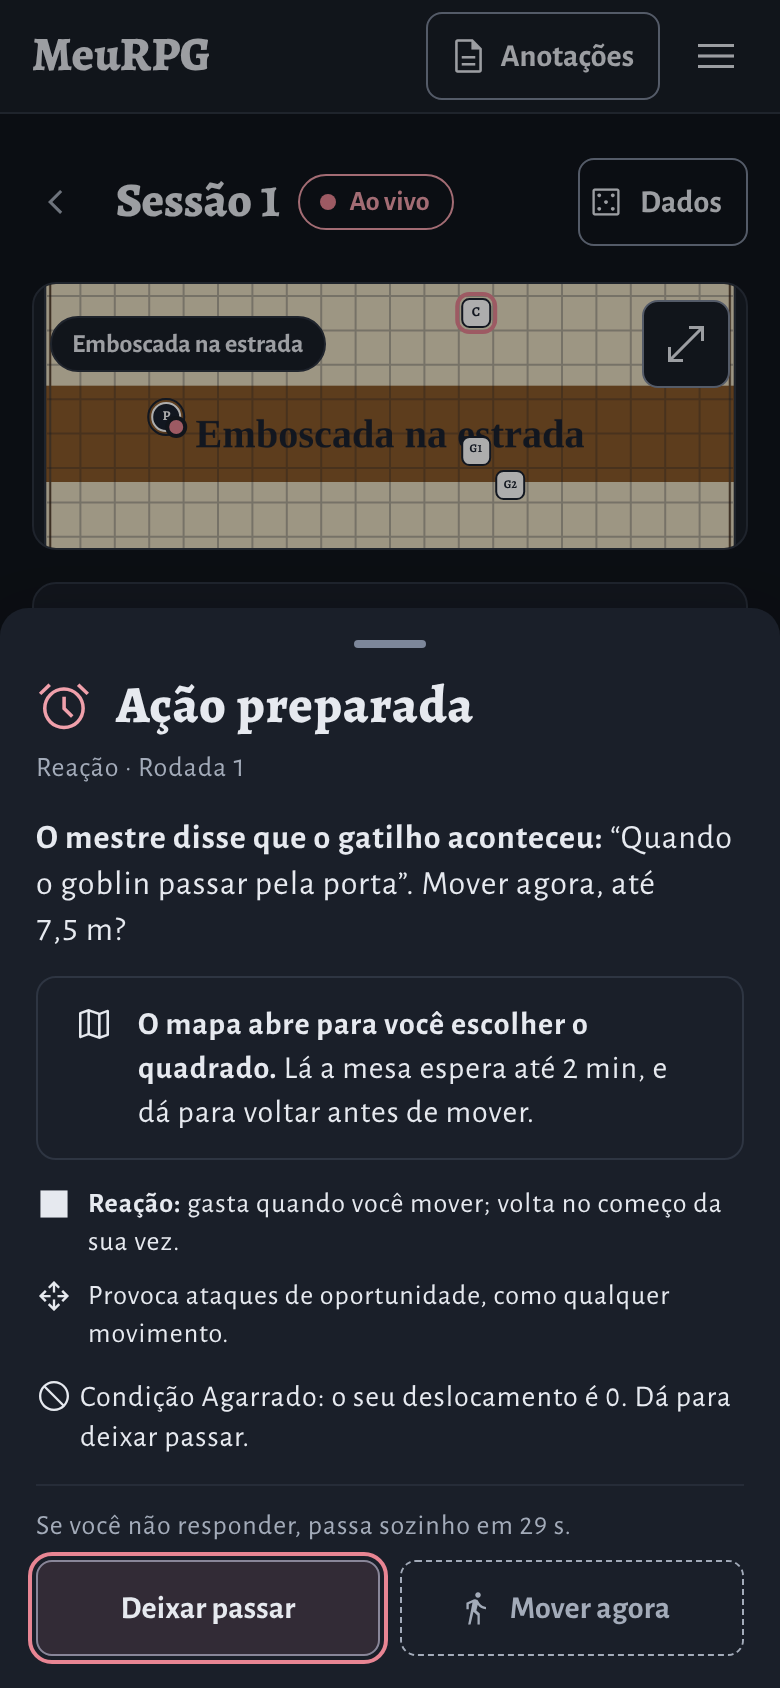 MeuRPG
Anotações
Sessão 1
Ao vivo
Dados
C
Emboscada na estrada
P
Emboscada na estrada
G1
G2
Ação preparada
Reação · Rodada 1
O mestre disse que o gatilho aconteceu: “Quando
o goblin passar pela porta”. Mover agora, até
7,5 m?
O mapa abre para você escolher o
quadrado. Lá a mesa espera até 2 min, e
dá para voltar antes de mover.
Reação: gasta quando você mover; volta no começo da
sua vez.
Provoca ataques de oportunidade, como qualquer
movimento.
Condição Agarrado: o seu deslocamento é 0. Dá para
deixar passar.
Se você não responder, passa sozinho em 29 s.
Deixar passar
Mover agora